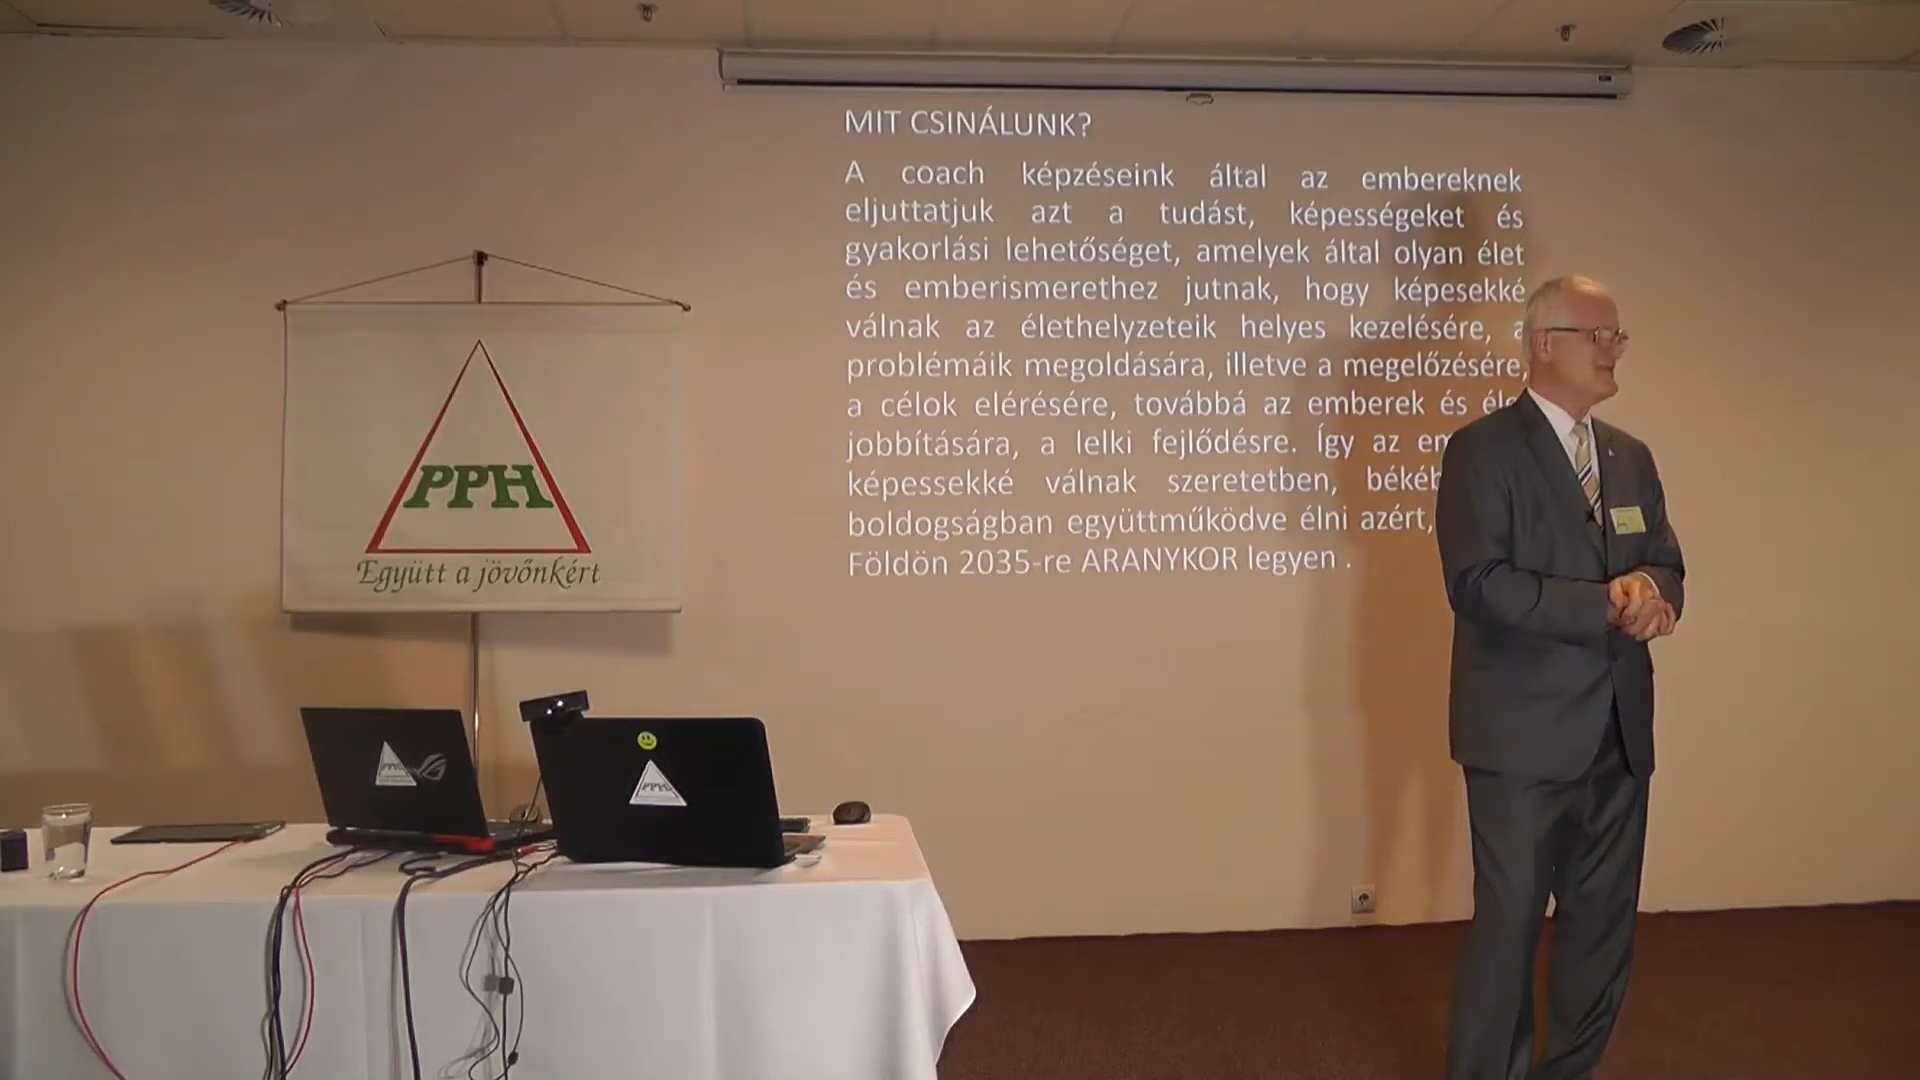 MIT CSINÁLUNK?
A coach képzéseink által az embereknek
eljuttatjuk azt a tudást, képességeket és
gyakorlási lehetőséget, amelyek által olyan élet
és emberismerethez jutnak, hogy képesekké
válnak az élethelyzeteik helyes kezelésére, a
problémáik megoldására, illetve a megelőzésére,
a célok elérésére, továbbá az emberek és
jobbítására, a lelki fejlődésre. Így az
képessekké válnak szeretetben,
boldogságban együttműködve élni azért,
Földön 2035-re ARANYKOR legyen .
PPH
Együtt a jövőnkért
PPH